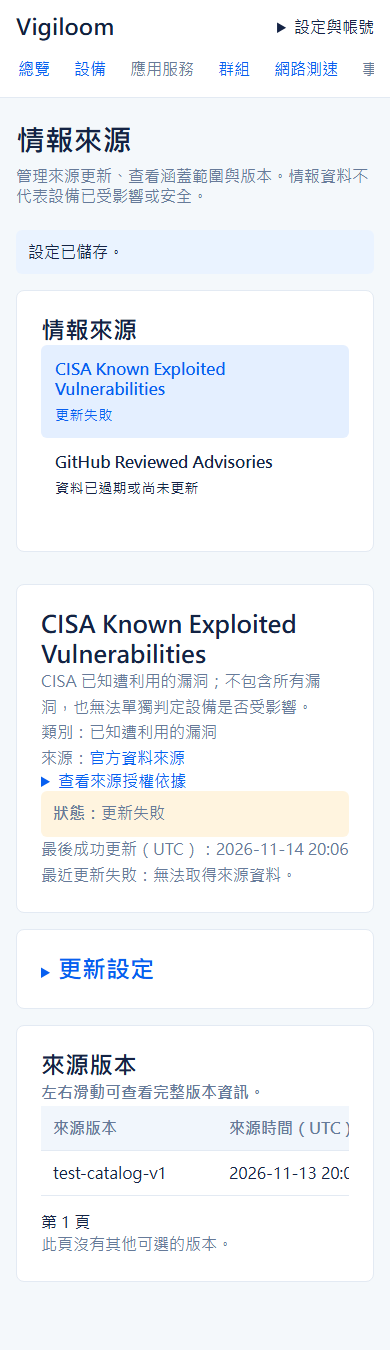 Vigiloom
▶ 設定與帳號
總覽 設備 應用服務 群組 網路測速
情報來源
管理來源更新、查看涵蓋範圍與版本。情報資料不
代表設備已受影響或安全。
設定已儲存。
情報來源
CISA Known Exploited
Vulnerabilities
更新失敗
GitHub Reviewed Advisories
資料已過期或尚未更新
CISA Known Exploited
Vulnerabilities
CISA 已知遭利用的漏洞；不包含所有漏
洞，也無法單獨判定設備是否受影響。
類別：已知遭利用的漏洞
來源：官方資料來源
▶ 查看來源授權依據
狀態：更新失敗
最後成功更新（UTC）：2026-11-14 20:06
最近更新失敗：無法取得來源資料。
▶ 更新設定
來源版本
左右滑動可查看完整版本資訊。
來源版本 來源時間（UTC）
test-catalog-v1 2026-11-13 20:0
第 1 頁
此頁沒有其他可選的版本。